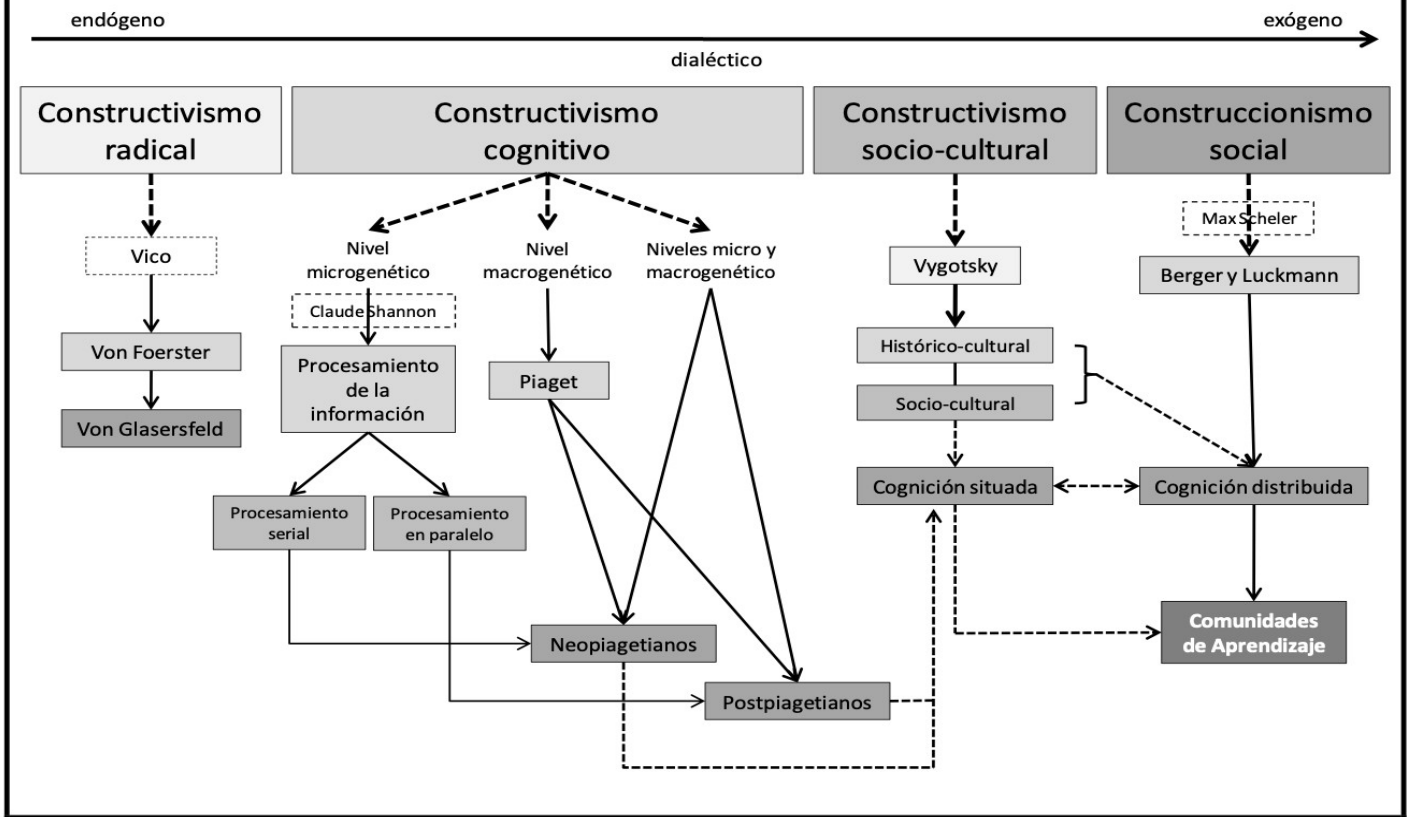 endógeno
exógeno
dialéctico
Constructivismo
radical
Constructivismo
cognitivo
Constructivismo
socio-cultural
Construccionismo
social
Vico
Von Foerster
Von Glasersfeld
Nivel
microgenético
Claude Shannon
Procesamiento
de la
información
Procesamiento
serial
Procesamiento
en paralelo
Nivel
macrogenético
Piaget
Niveles micro y
macrogenético
Neopiagetianos
Postpiagetianos
Vygotsky
Histórico-cultural
Socio-cultural
Cognición situada
Max Scheler
Berger y Luckmann
Cognición distribuida
Comunidades
de Aprendizaje